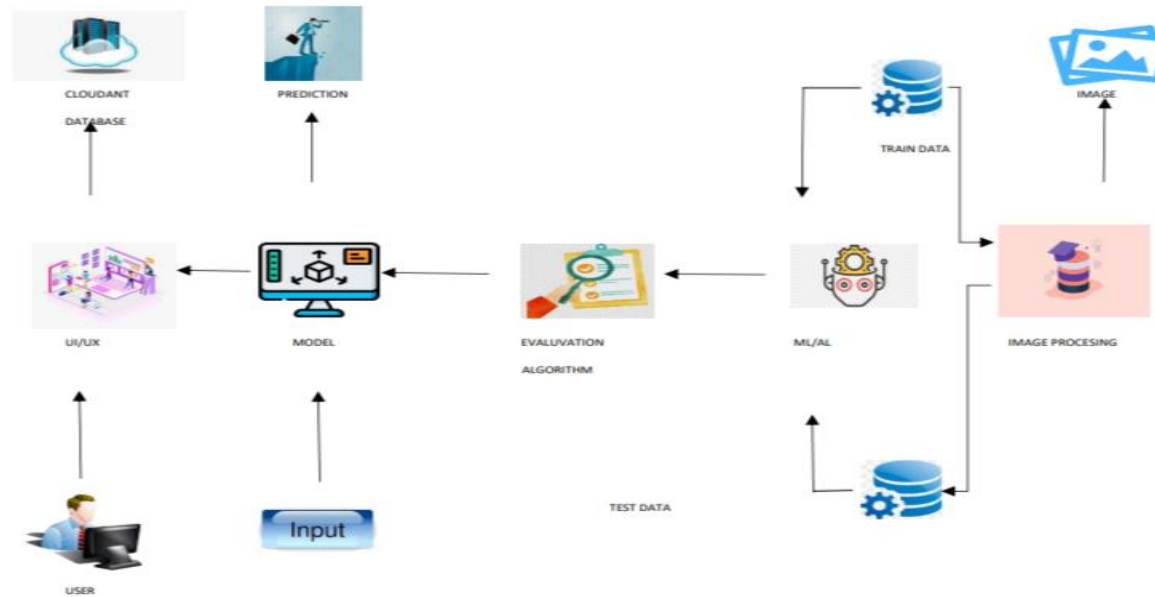 CLOUDANT
DATABASE
PREDICTION
TRAIN DATA
IMAGE
UI/UX
MODEL
EVALUVATION
ALGORITHM
ML/AL
IMAGE PROCESING
Input
TEST DATA
USER